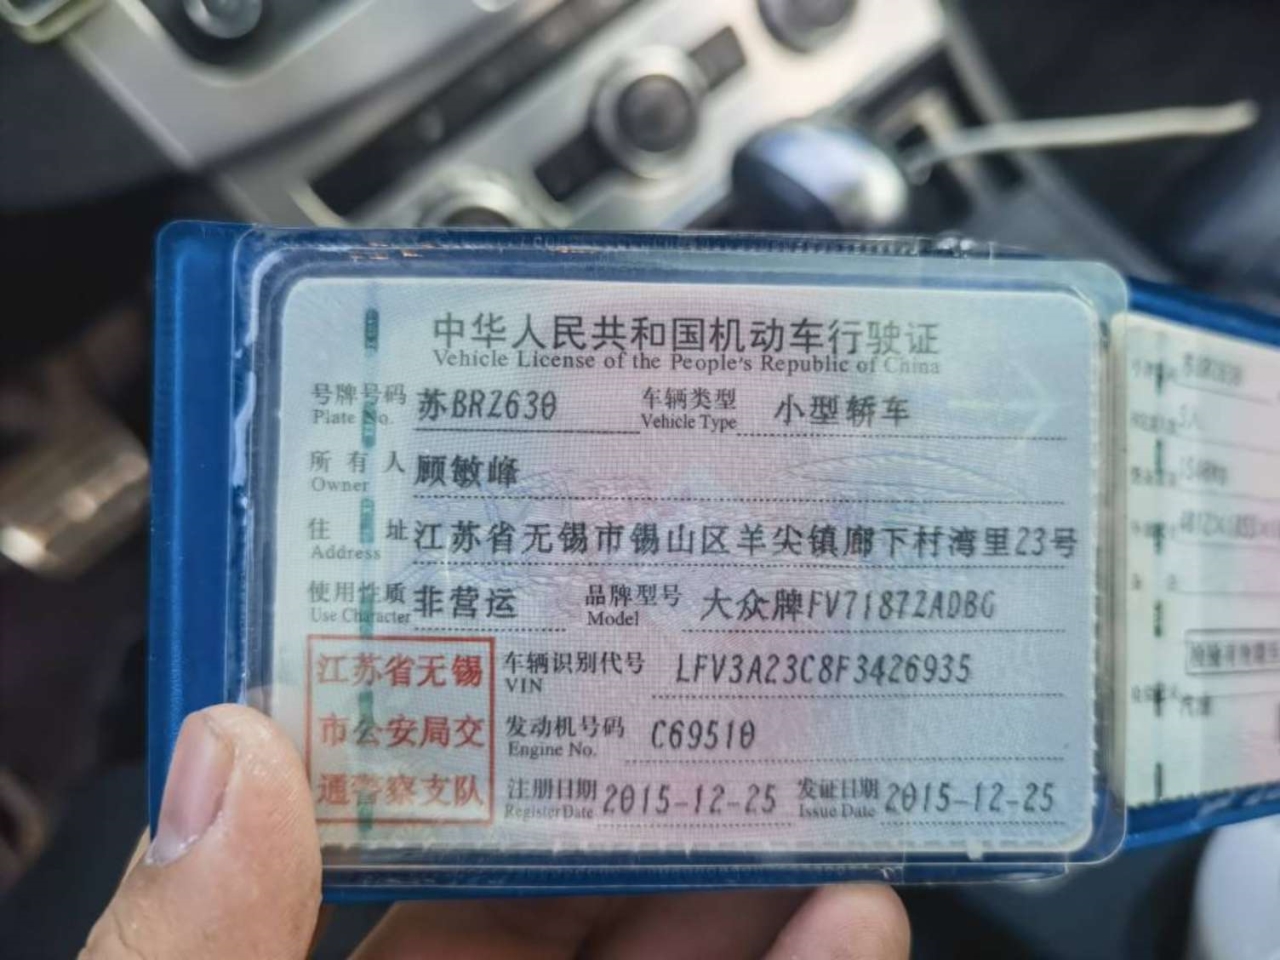 中华人民共和国机动车行驶证
Vehicle License of the People's Republic of China
号牌号码 苏BRZ630 车辆类型 小型轿车
Plate No. Vehicle Type
所有人 顾敏峰
Owner
住址 江苏省无锡市锡山区羊尖镇廊下村湾里23号
Address
使用性质 非营运 品牌型号 大众牌FV7187ZADBG
Use Character Model
江苏省无锡
市公安局交
通警察支队
车辆识别代号 LFV3A23C8F3426935
VIN
发动机号码 C69510
Engine No.
注册日期 2015-12-25 发证日期 2015-12-25
Register Date Issue Date